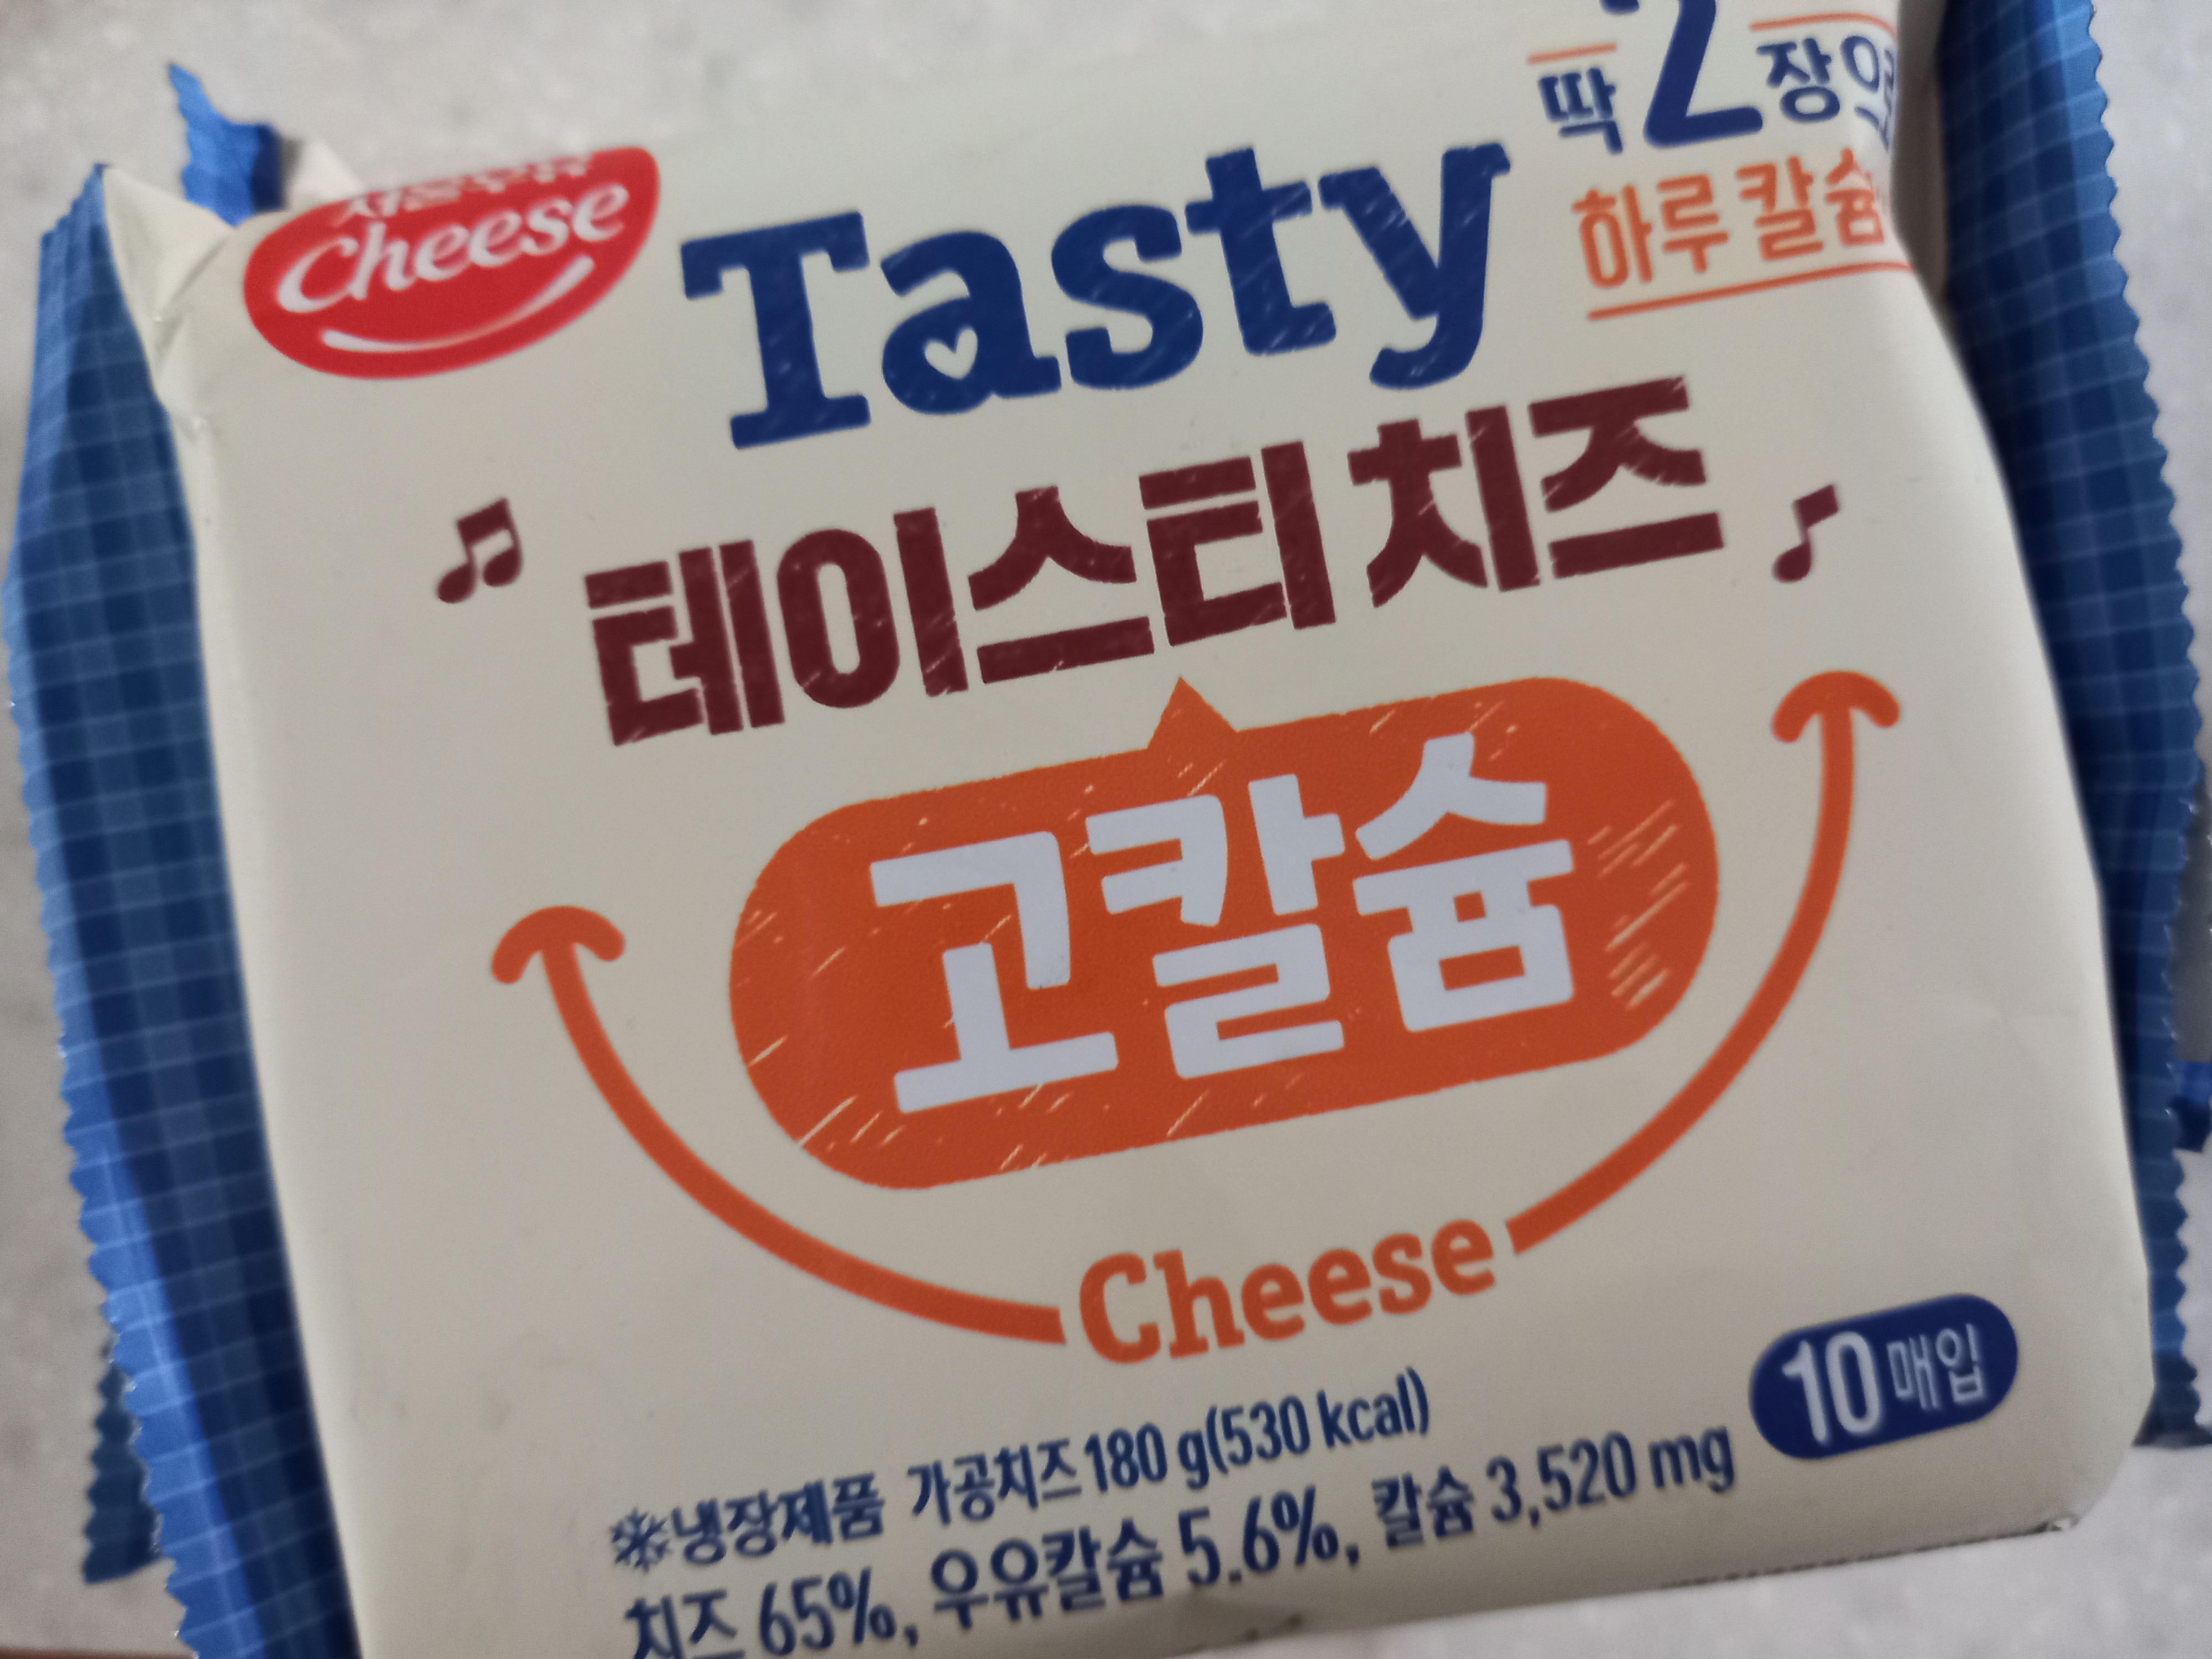 Cheese
딱 2장으로
하루 칼슘
Tasty
테이스티 치즈
고칼슘
Cheese
10매입
※냉장제품 가공치즈 180 g(530 kcal)
치즈 65%, 우유칼슘 5.6%, 칼슘 3,520 mg